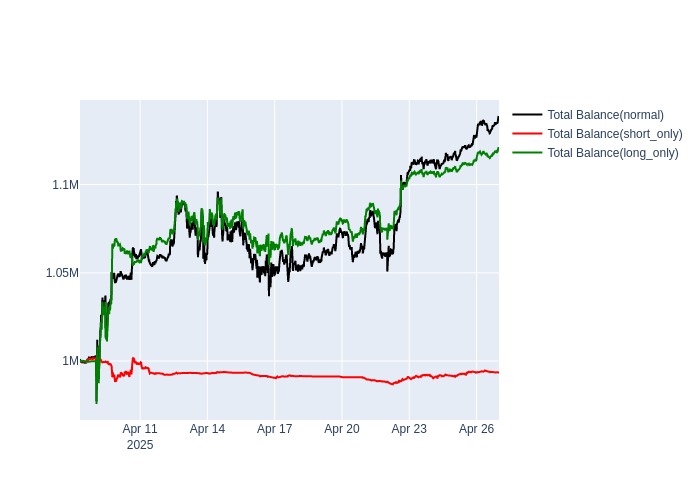 Total Balance(normal)
Total Balance(short_only)
Total Balance(long_only)
1.1M
1.05M
1M
Apr 11
2025
Apr 14
Apr 17
Apr 20
Apr 23
Apr 26